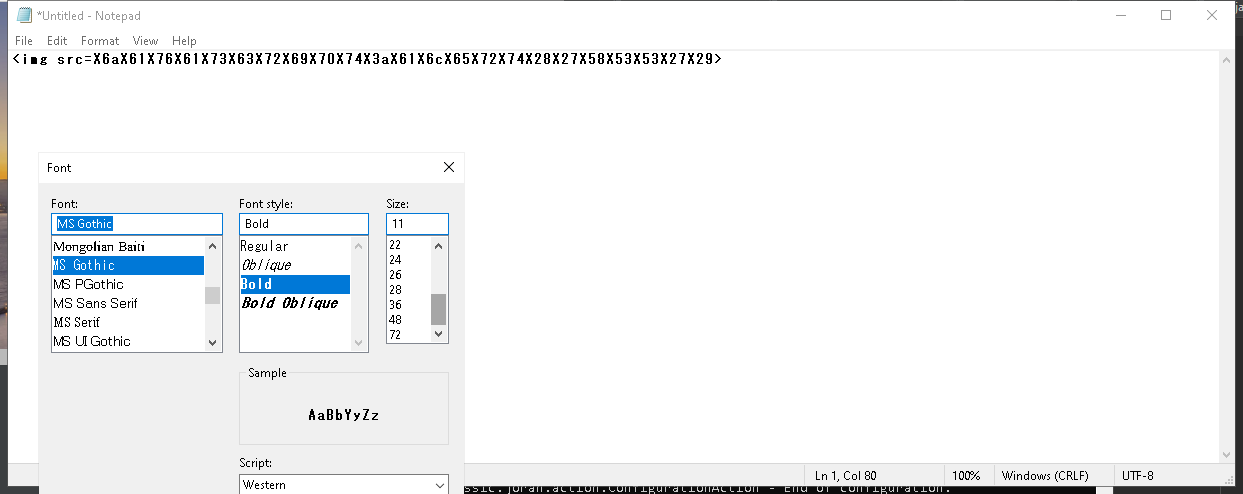 *Untitled - Notepad
File Edit Format View Help
<img src=X6aX61X76X61X73X63X72X69X70X74X3aX61X6cX65X72X74X28X27X58X53X53X27X29>
Font
Font: Font style: Size:
MS Gothic Bold 11
Mongolian Baiti Regular 22
MS Gothic Oblique 24
MS PGothic Bold 26
MS Sans Serif Bold Oblique 28
MS Serif 36
MS UI Gothic 48
72
Sample
AaBbYyZz
Script:
Western
Ln 1, Col 80 100% Windows (CRLF) UTF-8
ssic.joran.action.ConfigurationAction - End of configuration.